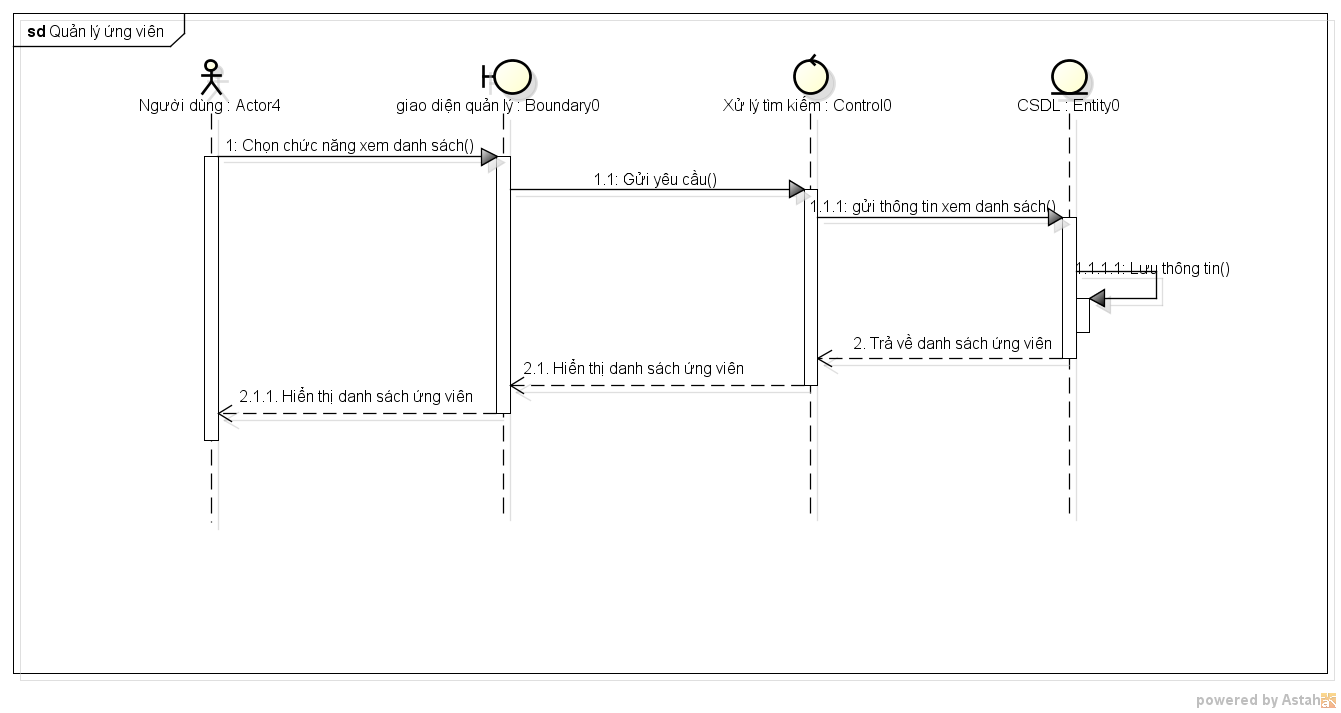 sd Quản lý ứng viên
Người dùng : Actor4
giao diện quản lý : Boundary0
Xử lý tìm kiếm : Control0
CSDL : Entity0
1: Chọn chức năng xem danh sách()
1.1: Gửi yêu cầu()
1.1.1: gửi thông tin xem danh sách()
1.1.1.1: Lưu thông tin()
2. Trả về danh sách ứng viên
2.1. Hiển thị danh sách ứng viên
2.1.1. Hiển thị danh sách ứng viên
powered by Astah